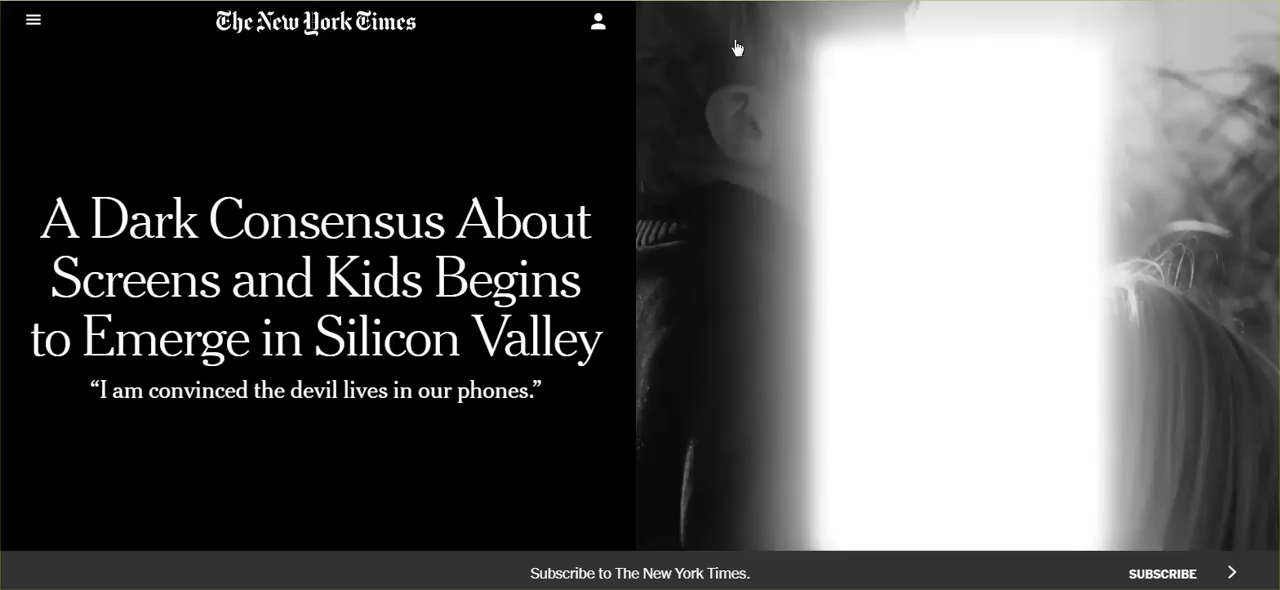 The New York Times
A Dark Consensus About
Screens and Kids Begins
to Emerge in Silicon Valley
“I am convinced the devil lives in our phones.”
Subscribe to The New York Times.
SUBSCRIBE